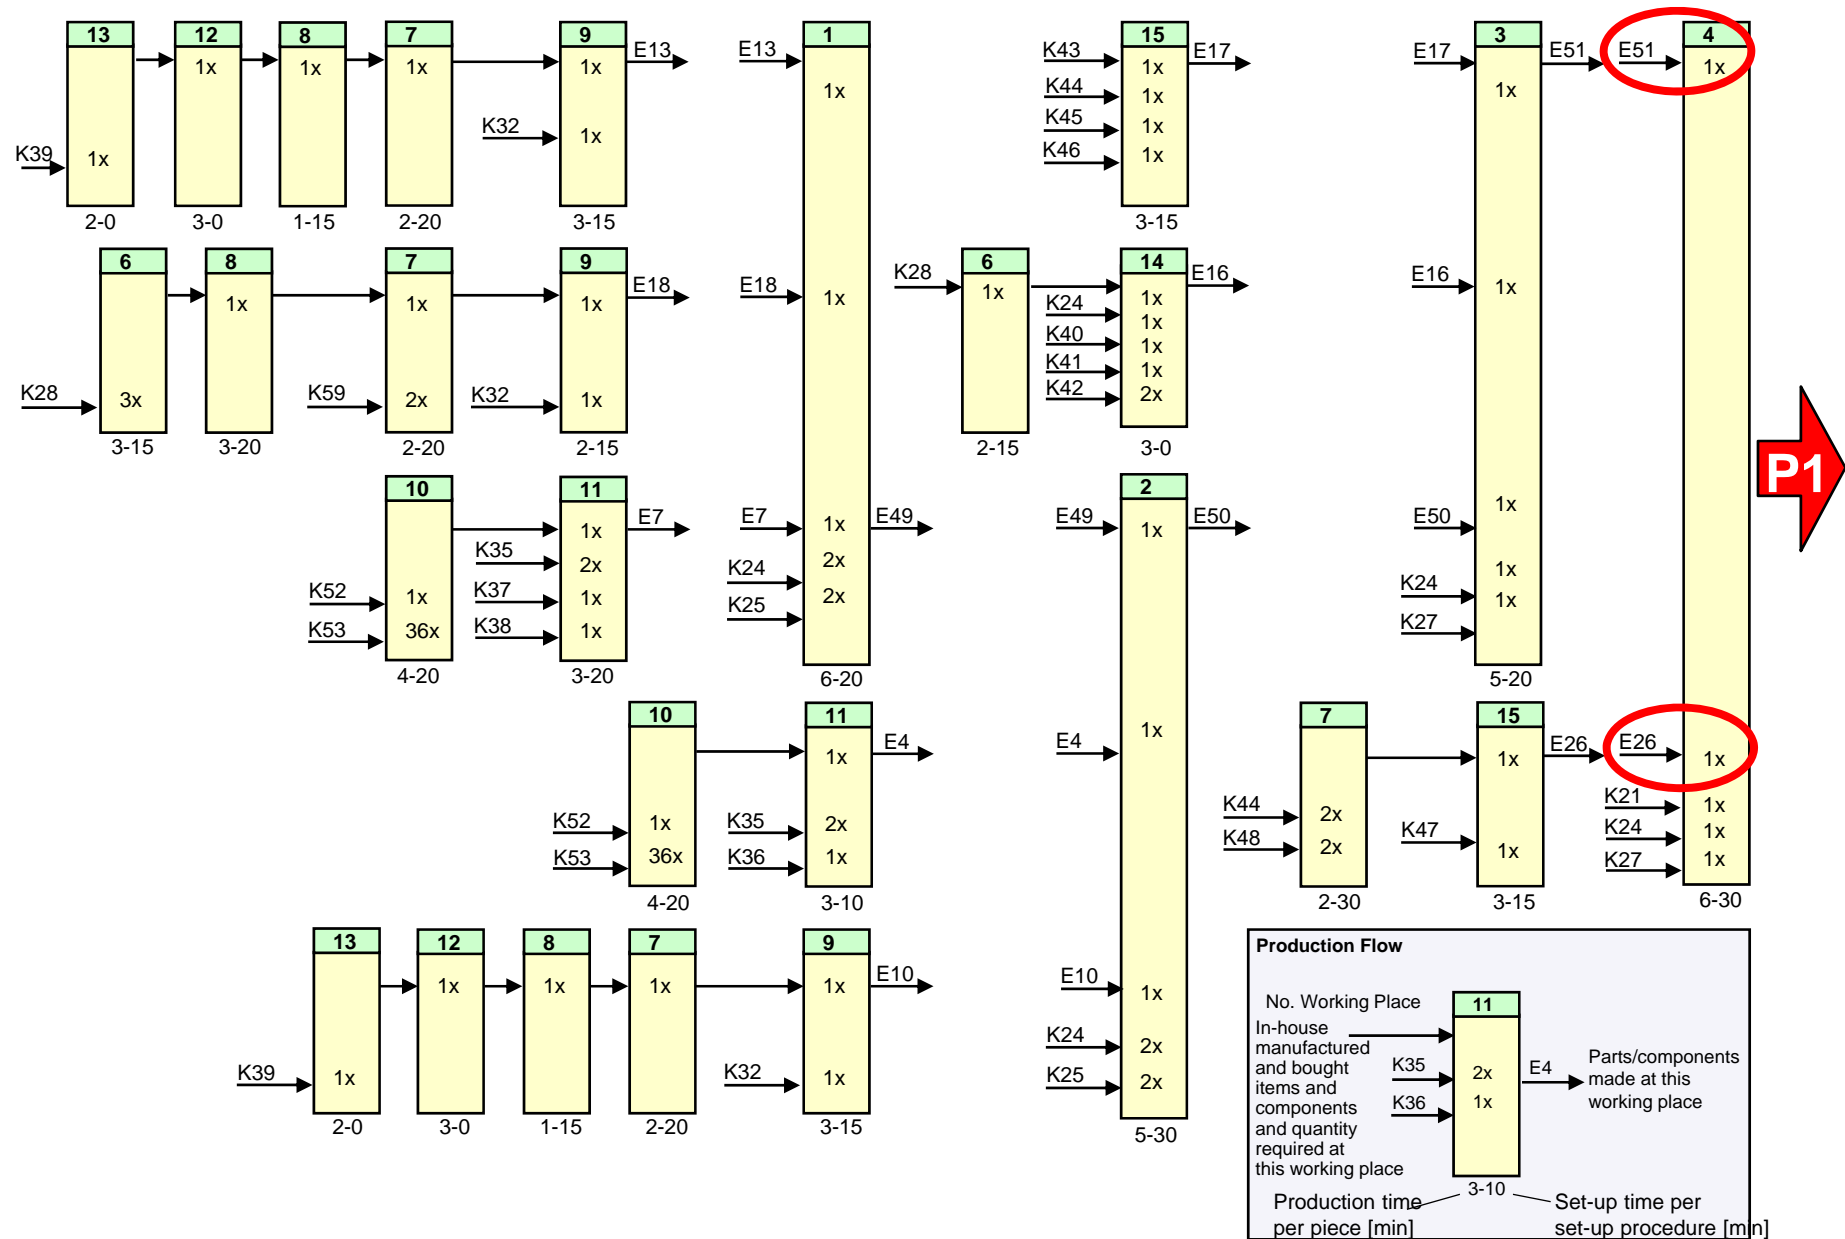 13 12 8 7 9 E13
1x 1x 1x 1x
K32 1x
K39 1x
2-0 3-0 1-15 2-20 3-15
6 8 7 9 E18
1x 1x 1x
K28 3x K59 2x K32 1x
3-15 3-20 2-20 2-15
10 11 E7
1x
K35 2x
K52 1x K37 1x
K53 36x K38 1x
4-20 3-20
1
E13 1x
E18 1x
E7 1x E49
K24 2x
K25 2x
6-20
10 11 E4
1x
K52 1x K35 2x
K53 36x K36 1x
4-20 3-10
13 12 8 7 9 E10
1x 1x 1x 1x
K39 1x K32 1x
2-0 3-0 1-15 2-20 3-15
15 E17
K43 1x
K44 1x
K45 1x
K46 1x
3-15
6 14 E16
K28 1x 1x
K24 1x
K40 1x
K41 1x
K42 2x
2-15 3-0
2
E49 1x E50
E4 1x
E10 1x
K24 2x
K25 2x
5-30
3
E17 1x E51
E16 1x
E50 1x
K24 1x
K27 1x
5-20
7 15 E26
1x
K44 2x
K48 2x K47 1x
2-30 3-15
4
E51 1x
E26 1x
K21 1x
K24 1x
K27 1x
6-30
P1
Production Flow
No. Working Place
11
In-house
manufactured
and bought
items and
components
and quantity
required at
this working place
K35 2x
K36 1x
E4
Parts/components
made at this
working place
3-10
Production time
per piece [min]
Set-up time per
set-up procedure [min]